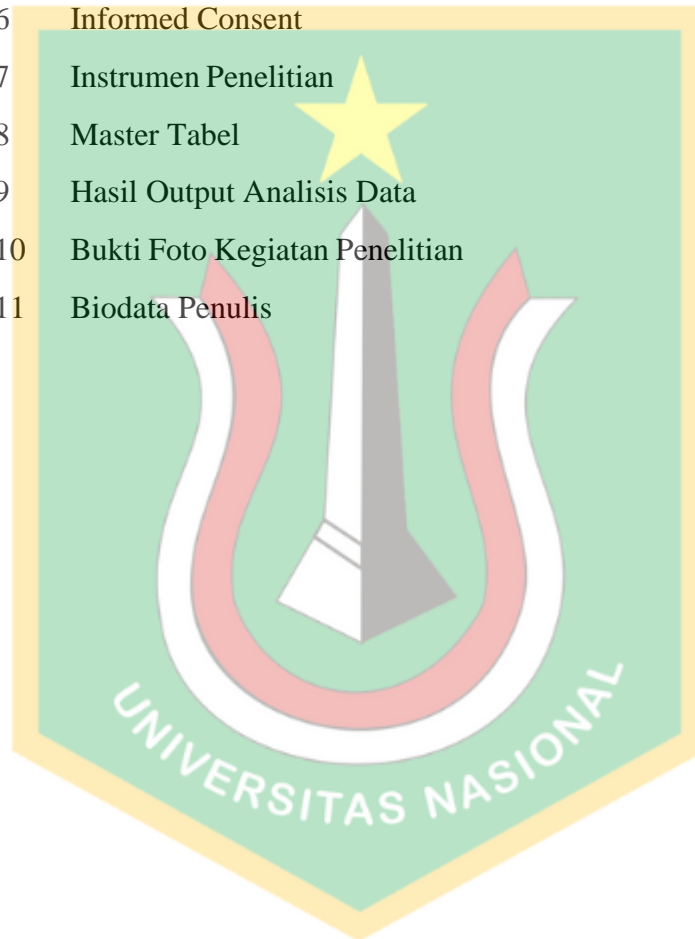 6 Informed Consent
7 Instrumen Penelitian
8 Master Tabel
9 Hasil Output Analisis Data
10 Bukti Foto Kegiatan Penelitian
11 Biodata Penulis
UNIVERSITAS NASIONAL